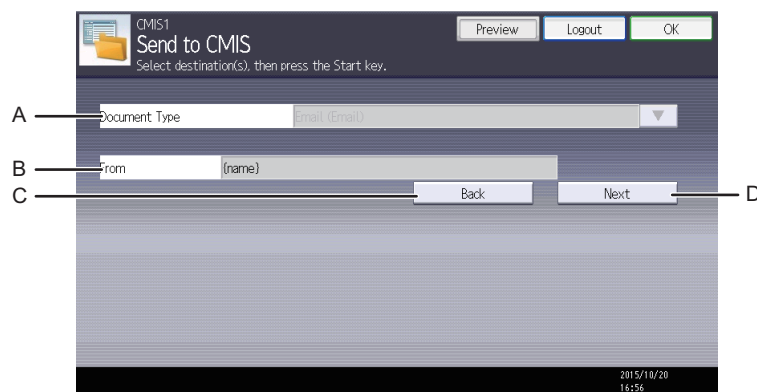 CMIS1
Send to CMIS
Select destination(s), then press the Start key.
Preview
Logout
OK
A
Document Type
Email (Email)
▼
B
From
{name}
C
Back
Next
D
2015/10/20
16:56